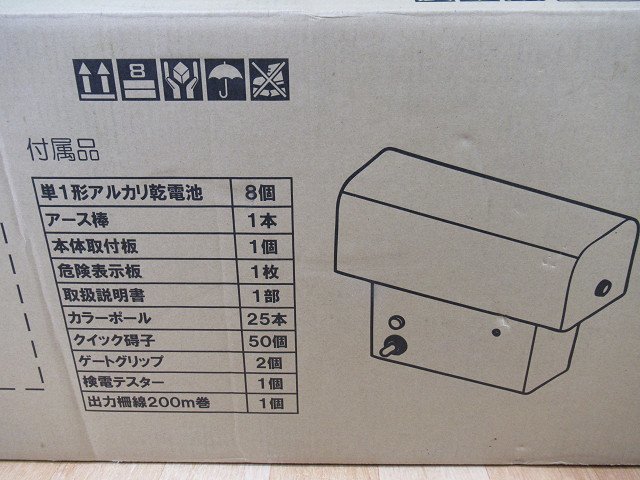 8
付属品
単1形アルカリ乾電池 8個
アース棒 1本
本体取付板 1個
危険表示板 1枚
取扱説明書 1部
カラーポール 25本
クイック碍子 50個
ゲートグリップ 2個
検電テスター 1個
出力柵線200m巻 1個